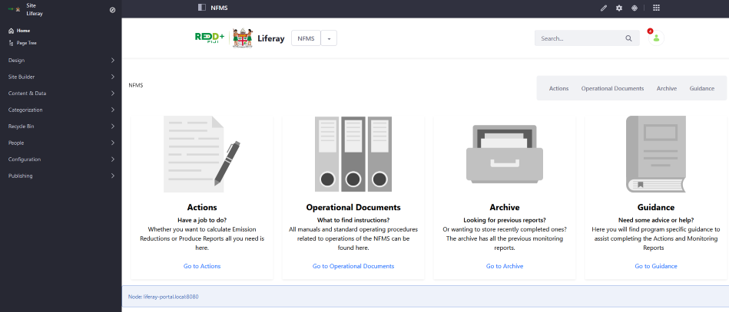 Site
Liferay
NFMS
Home
Page Tree
Design
Site Builder
Content & Data
Categorization
Recycle Bin
People
Configuration
Publishing
REDD+
FIJI
Liferay
NFMS
Search...
NFMS
Actions Operational Documents Archive Guidance
Actions
Have a job to do?
Whether you want to calculate Emission
Reductions or Produce Reports all you need is
here.
Go to Actions
Operational Documents
What to find instructions?
All manuals and standard operating procedures
related to operations of the NFMS can be
found here.
Go to Operational Documents
Archive
Looking for previous reports?
Or wanting to store recently completed ones?
The archive has all the previous monitoring
reports.
Go to Archive
Guidance
Need some advice or help?
Here you will find program specific guidance to
assist completing the Actions and Monitoring
Reports
Go to Guidance
Node: liferay-portal.local:8080